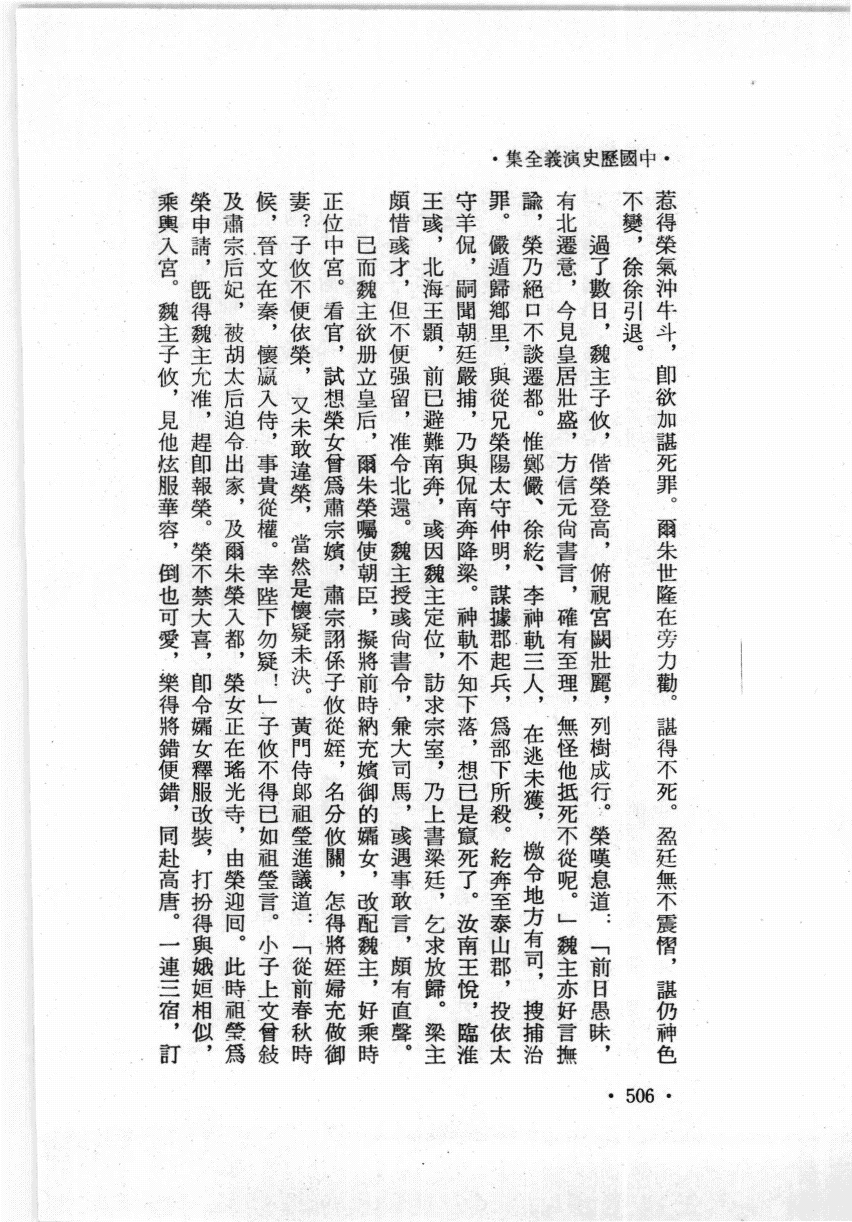 ・中國歷史演義全集・
惹得榮氣沖牛斗，卽欲加諶死罪。爾朱世隆在旁力勸。諶得不死。盈廷無不震慴，諶仍神色
不變，徐徐引退。
過了數日，魏主子攸，偕榮登高，俯視宮闕壯麗，列樹成行。榮嘆息道：「前日愚昧，
有北遷意，今見皇居壯盛，方信元尙書言，確有至理，無怪他抵死不從呢。」魏主亦好言撫
諭，榮乃絕口不談遷都。惟鄭儼、徐紇、李神軌三人，在逃未獲，檄令地方有司，搜捕治
罪。儼遁歸鄉里，與從兄榮陽太守仲明，謀據郡起兵，爲部下所殺。紇奔至泰山郡，投依太
守羊侃，嗣聞朝廷嚴捕，乃與侃南奔降梁。神軌不知下落，想已是竄死了。汝南王悅，臨淮
王彧，北海王顥，前已避難南奔，彧因魏主定位，訪求宗室，乃上書梁廷，乞求放歸。梁主
頗惜彧才，但不便强留，准令北還。魏主授彧尙書令，兼大司馬，彧遇事敢言，頗有直聲。
已而魏主欲册立皇后，爾朱榮囑使朝臣，擬將前時納充嬪御的孀女，改配魏主，好乘時
正位中宮。看官，試想榮女曾爲肅宗嬪，肅宗詡係子攸從姪，名分攸關，怎得將姪婦充做御
妻？子攸不便依榮，又未敢違榮，當然是懷疑未決。黃門侍郞祖瑩進議道：「從前春秋時
候，晉文在秦，懷嬴入侍，事貴從權。幸陛下勿疑！」子攸不得已如祖瑩言。小子上文曾敍
及肅宗后妃，被胡太后迫令出家，及爾朱榮入都，榮女正在瑤光寺，由榮迎囘。此時祖瑩爲
榮申請，旣得魏主允准，趕卽報榮。榮不禁大喜，卽令孀女釋服改裝，打扮得與娥姮相似，
乘輿入宮。魏主子攸，見他炫服華容，倒也可愛，樂得將錯便錯，同赴高唐。一連三宿，訂
・506・